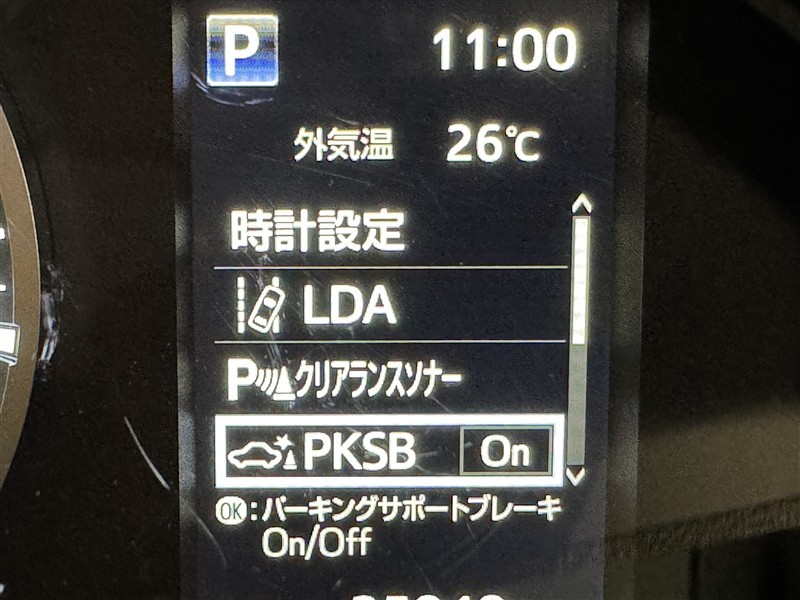 P 11:00
外気温 26℃
時計設定
LDA
Pクリアランスソナー
PKSB On
OK:パーキングサポートブレーキ
On/Off